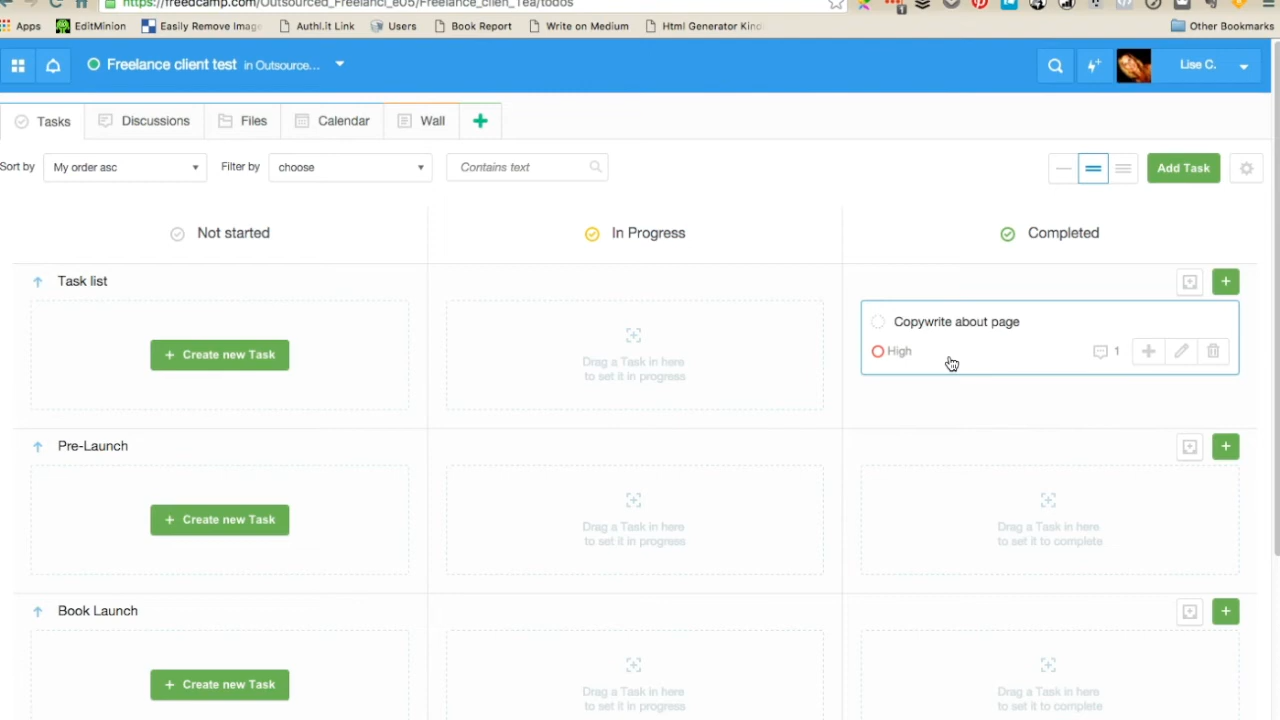 https://freedcamp.com/Outsourced_Freelanci_e05/Freelance_clien_Tea/todos
Apps EditMinion Easily Remove Imag Authl.it Link Users Book Report Write on Medium Html Generator Kind Other Bookmarks
Freelance client test in Outsource... Lise C.
Tasks Discussions Files Calendar Wall
Sort by My order asc Filter by choose Contains text Add Task
Not started In Progress Completed
Task list
Copywrite about page
Create new Task
Drag a Task in here
to set it in progress
High 1
Pre-Launch
Create new Task
Drag a Task in here
to set it in progress
Drag a Task in here
to set it to complete
Book Launch
Create new Task
Drag a Task in here
to set it in progress
Drag a Task in here
to set it to complete